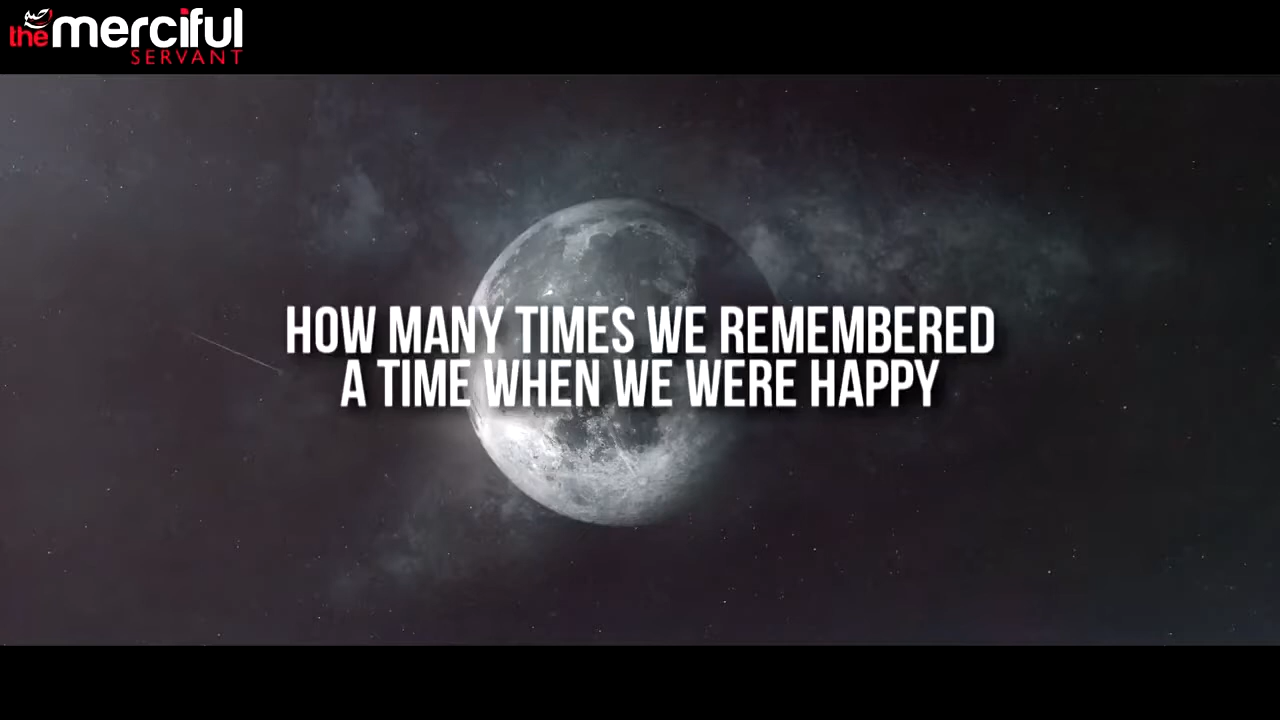 the merciful
SERVANT
HOW MANY TIMES WE REMEMBERED
A TIME WHEN WE WERE HAPPY